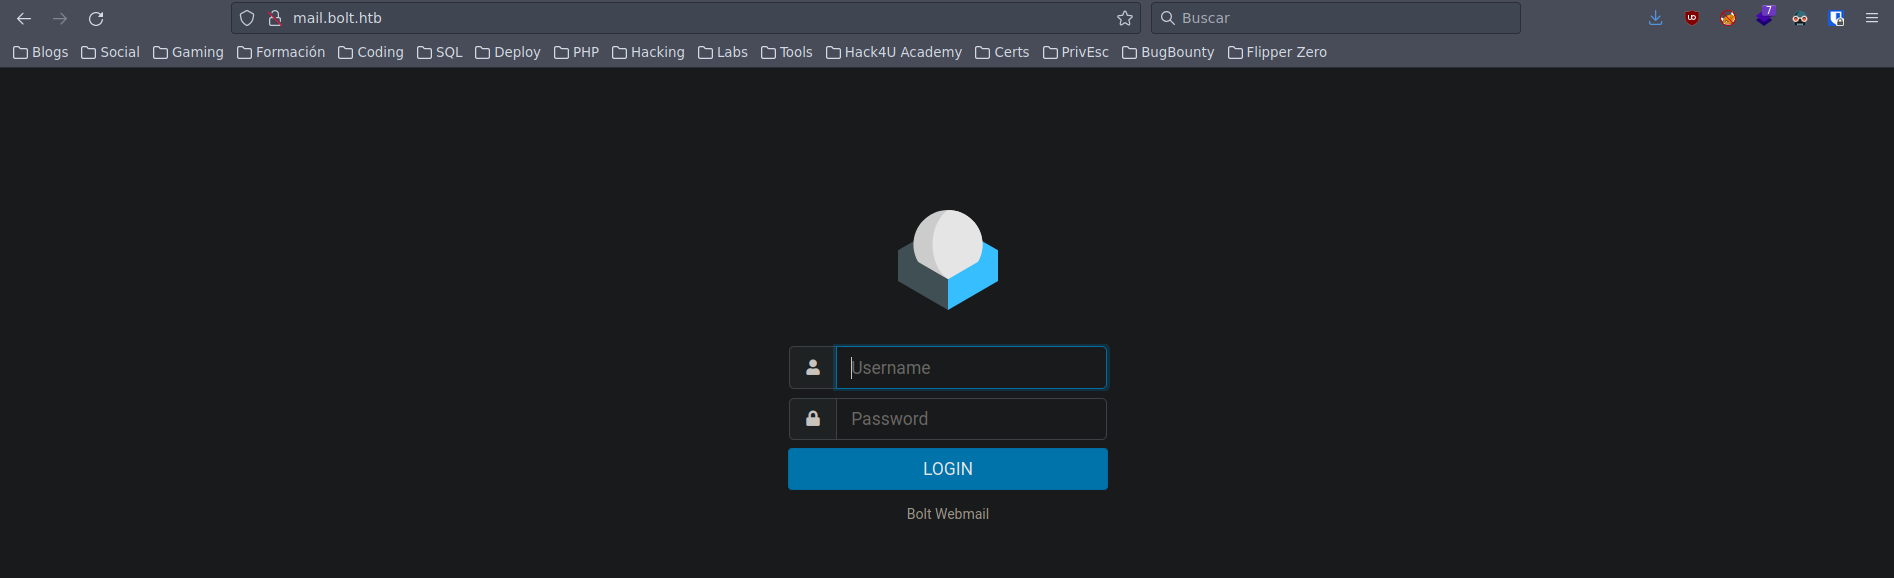 mail.bolt.htb Buscar 7
Blogs Social Gaming Formación Coding SQL Deploy PHP Hacking Labs Tools Hack4U Academy Certs PrivEsc BugBounty Flipper Zero
Username
Password
LOGIN
Bolt Webmail